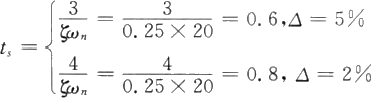 t_s = { 3/(ζω_n) = 3/(0.25 × 20) = 0.6, Δ = 5%
4/(ζω_n) = 4/(0.25 × 20) = 0.8, Δ = 2%